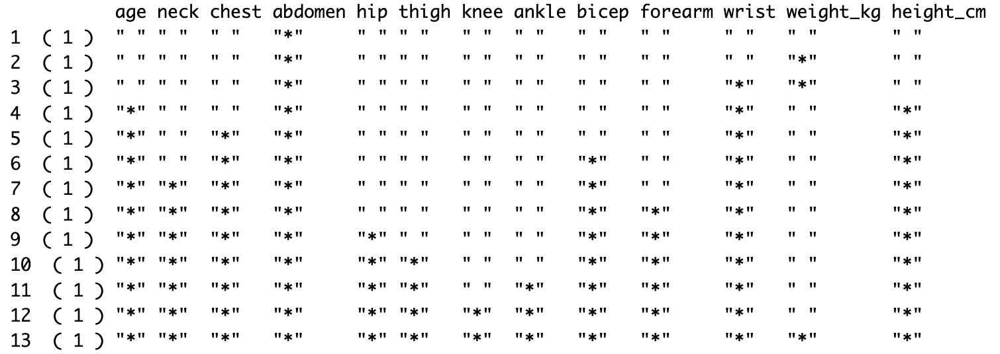 age neck chest abdomen hip thigh knee ankle bicep forearm wrist weight_kg height_cm
1  ( 1 ) " " " "  " "   "*"     " " " "   " "  " "   " "   " "     " "   " "       " "
2  ( 1 ) " " " "  " "   "*"     " " " "   " "  " "   " "   " "     " "   "*"       " "
3  ( 1 ) " " " "  " "   "*"     " " " "   " "  " "   " "   " "     "*"   "*"       " "
4  ( 1 ) "*" " "  " "   "*"     " " " "   " "  " "   " "   " "     "*"   " "       "*"
5  ( 1 ) "*" " "  "*"   "*"     " " " "   " "  " "   " "   " "     "*"   " "       "*"
6  ( 1 ) "*" " "  "*"   "*"     " " " "   " "  " "   "*"   " "     "*"   " "       "*"
7  ( 1 ) "*" "*"  "*"   "*"     " " " "   " "  " "   "*"   " "     "*"   " "       "*"
8  ( 1 ) "*" "*"  "*"   "*"     " " " "   " "  " "   "*"   "*"     "*"   " "       "*"
9  ( 1 ) "*" "*"  "*"   "*"     "*" " "   " "  " "   "*"   "*"     "*"   " "       "*"
10  ( 1 ) "*" "*"  "*"   "*"     "*" "*"   " "  " "   "*"   "*"     "*"   " "       "*"
11  ( 1 ) "*" "*"  "*"   "*"     "*" "*"   " "  "*"   "*"   "*"     "*"   " "       "*"
12  ( 1 ) "*" "*"  "*"   "*"     "*" "*"   "*"  "*"   "*"   "*"     "*"   " "       "*"
13  ( 1 ) "*" "*"  "*"   "*"     "*" "*"   "*"  "*"   "*"   "*"     "*"   "*"       "*"